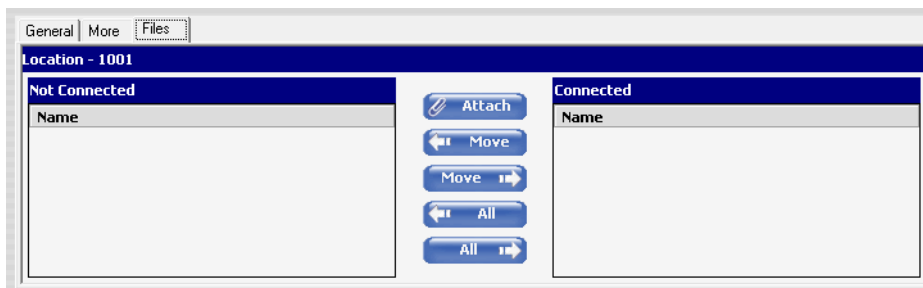 General More Files
Location - 1001
Not Connected
Name
Attach
Move
Move
All
All
Connected
Name